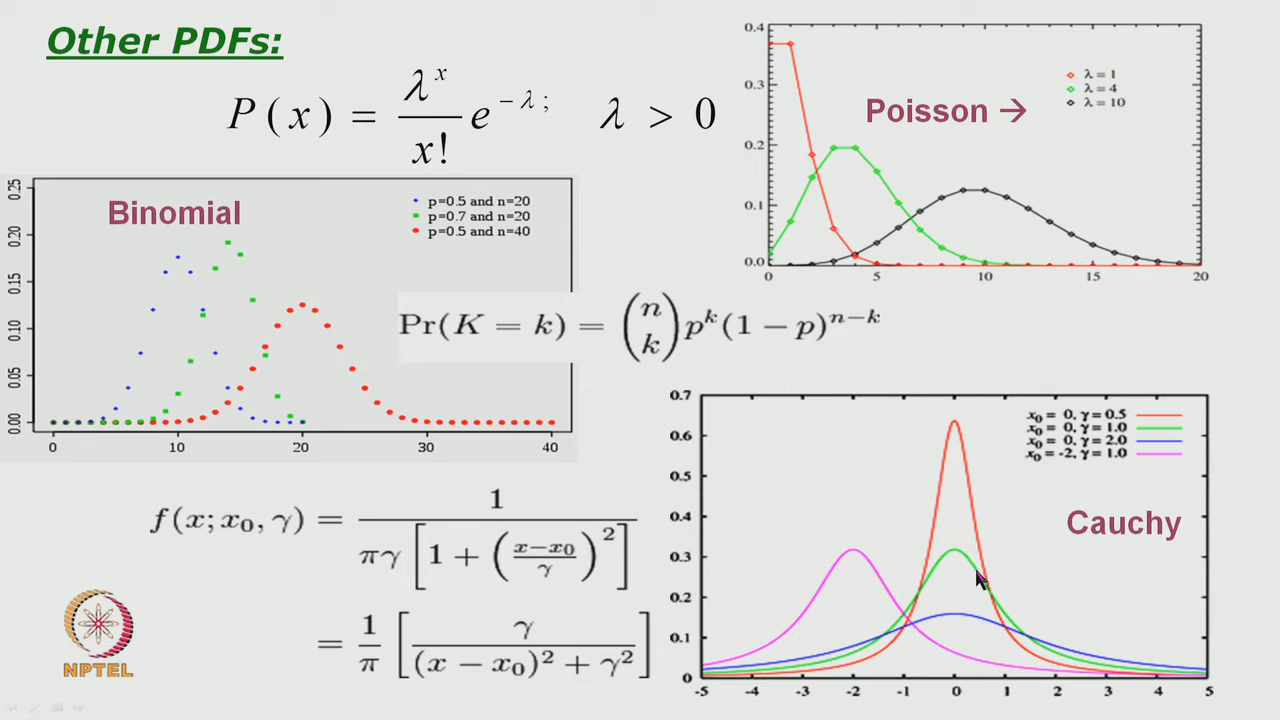 Other PDFs:
P(x) = λ^x / x! e^{-λ;} λ > 0
0.4
0.3
0.2
0.1
0.0
0 5 10 15 20
λ = 1
λ = 4
λ = 10
Poisson →
Binomial
p=0.5 and n=20
p=0.7 and n=20
p=0.5 and n=40
0.25
0.20
0.15
0.10
0.05
0.00
0 10 20 30 40
Pr(K = k) = (n k) p^k (1 − p)^{n−k}
f(x; x₀, γ) = 1 / πγ [1 + ((x−x₀)/γ)²]
= 1/π [γ / (x − x₀)² + γ²]
0.7
0.6
0.5
0.4
0.3
0.2
0.1
0
-5 -4 -3 -2 -1 0 1 2 3 4 5
x₀ = 0, γ = 0.5
x₀ = 0, γ = 1.0
x₀ = 0, γ = 2.0
x₀ = -2, γ = 1.0
Cauchy
NPTEL